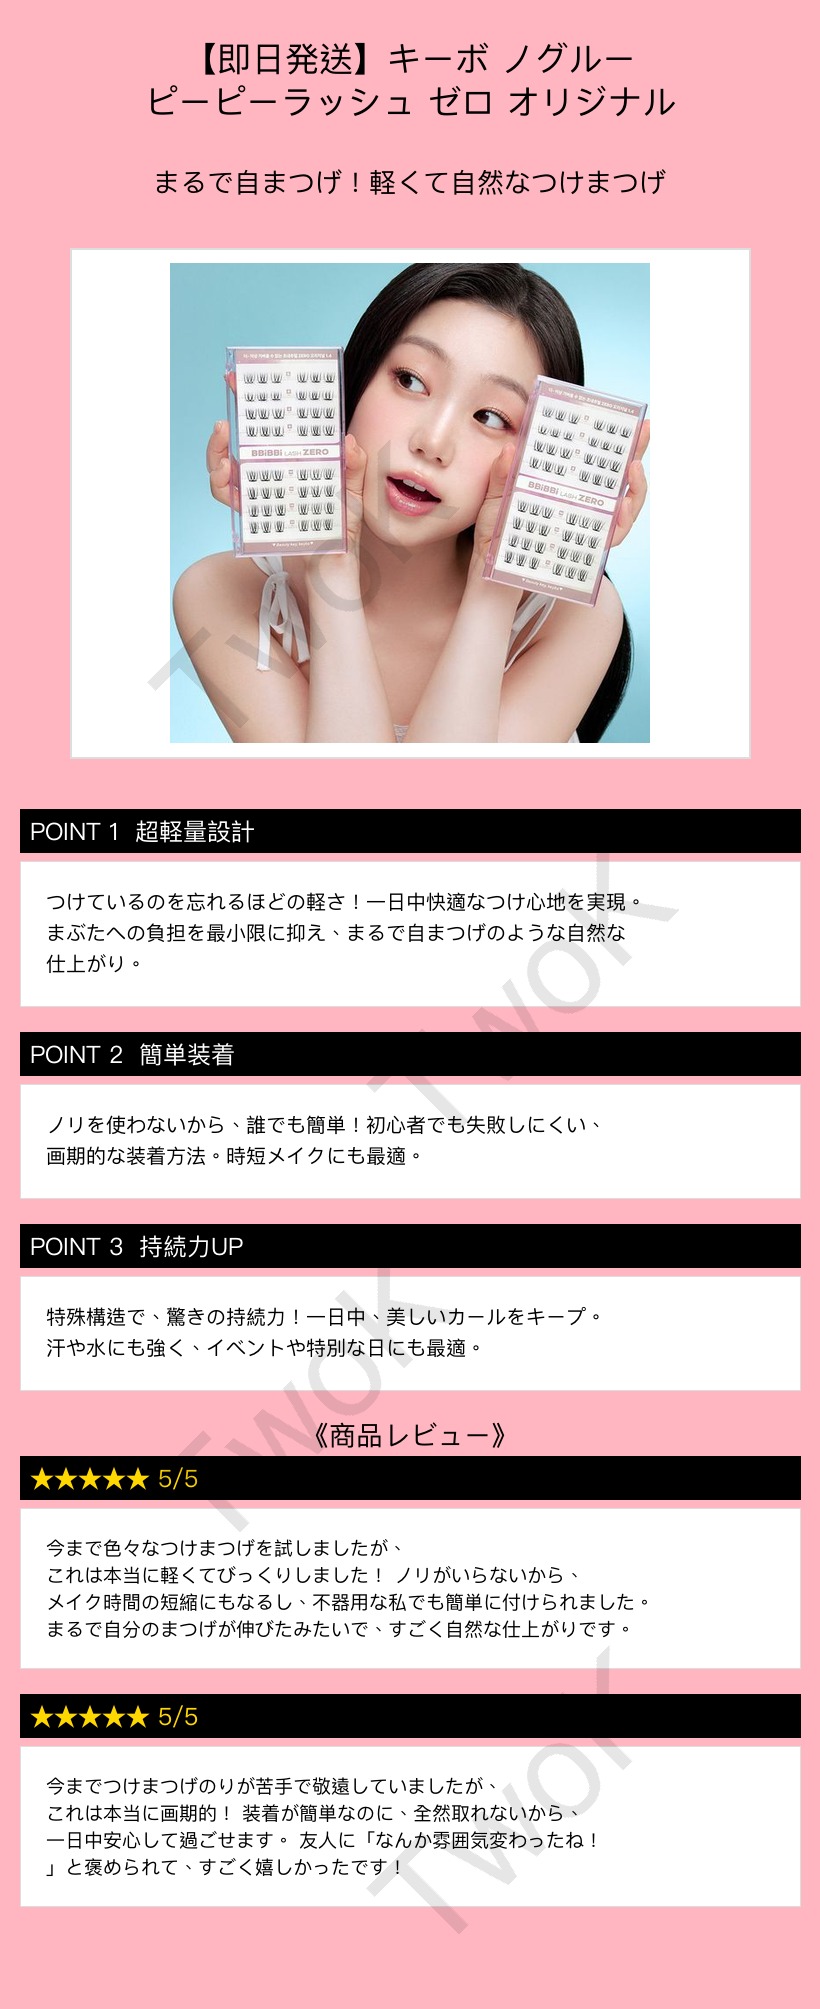 【即日発送】キーボ ノグルー
ピーピーラッシュ ゼロ オリジナル
まるで自まつげ！軽くて自然なつけまつげ
BBiBBi LASH ZERO
BBiBBi LASH ZERO
POINT 1 超軽量設計
つけているのを忘れるほどの軽さ！一日中快適なつけ心地を実現。
まぶたへの負担を最小限に抑え、まるで自まつげのような自然な
仕上がり。
POINT 2 簡単装着
ノリを使わないから、誰でも簡単！初心者でも失敗しにくい、
画期的な装着方法。時短メイクにも最適。
POINT 3 持続力UP
特殊構造で、驚きの持続力！一日中、美しいカールをキープ。
汗や水にも強く、イベントや特別な日にも最適。
《商品レビュー》
★★★★★ 5/5
今まで色々なつけまつげを試しましたが、
これは本当に軽くてびっくりしました！ ノリがいらないから、
メイク時間の短縮にもなるし、不器用な私でも簡単に付けられました。
まるで自分のまつげが伸びたみたいで、すごく自然な仕上がりです。
★★★★★ 5/5
今までつけまつげのりが苦手で敬遠していましたが、
これは本当に画期的！ 装着が簡単なのに、全然取れないから、
一日中安心して過ごせます。 友人に「なんか雰囲気変わったね！
」と褒められて、すごく嬉しかったです！
TwoK
TwoK
TwoK
TwoK